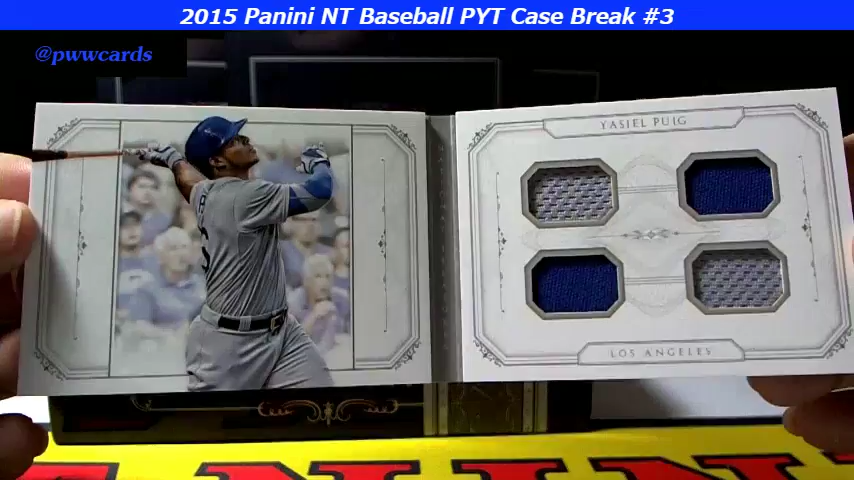 2015 Panini NT Baseball PYT Case Break #3
@pwwcards
YASIEL PUIG
LOS ANGELES